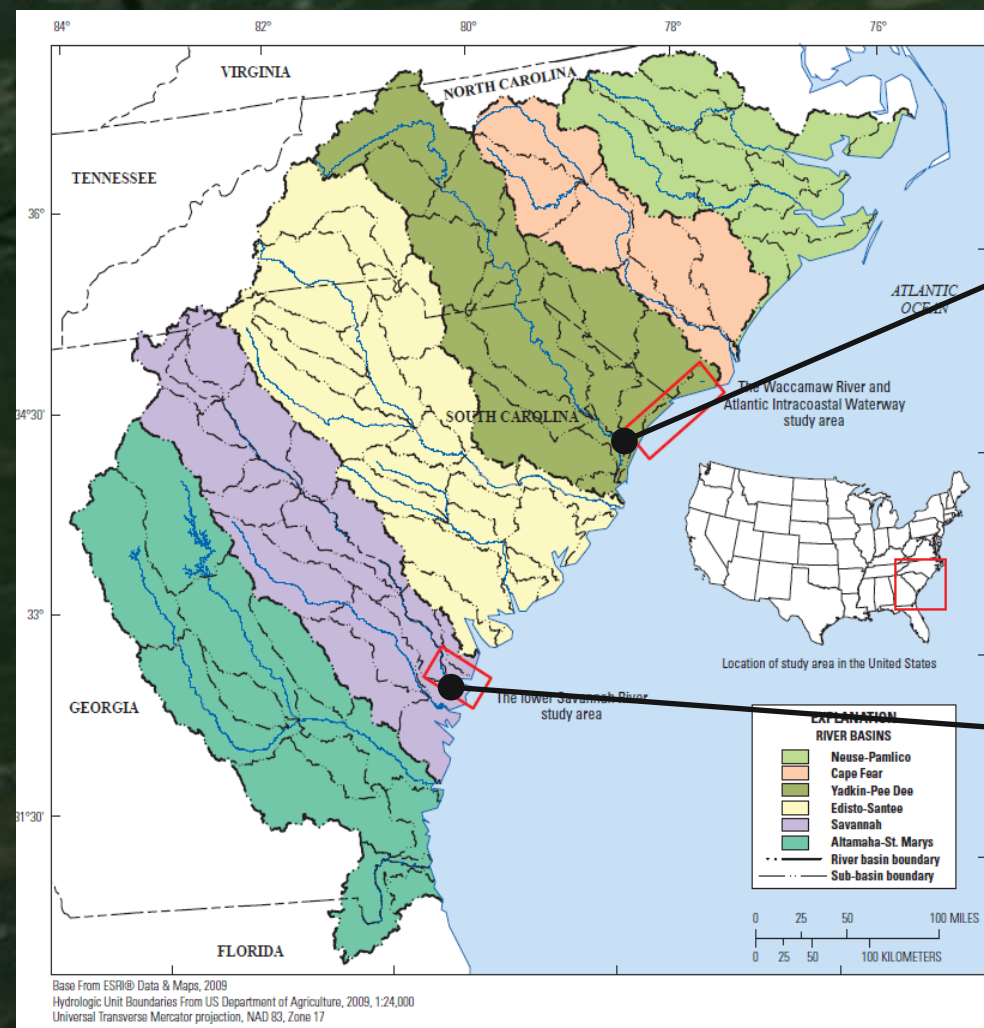 84°
82°
80°
78°
76°
VIRGINIA
NORTH CAROLINA
TENNESSEE
36°
ATLANTIC
OCEAN
The Waccamaw River and
Atlantic Intracoastal Waterway
study area
34°30'
SOUTH CAROLINA
33°
Location of study area in the United States
GEORGIA
The lower Savannah River
study area
EXPLANATION
RIVER BASINS
Neuse-Pamlico
Cape Fear
Yadkin-Pee Dee
Edisto-Santee
Savannah
Altamaha-St. Marys
River basin boundary
Sub-basin boundary
31°30'
0 25 50 100 MILES
0 25 50 100 KILOMETERS
FLORIDA
Base From ESRI® Data & Maps, 2009
Hydrologic Unit Boundaries From US Department of Agriculture, 2009, 1:24,000
Universal Transverse Mercator projection, NAD 83, Zone 17